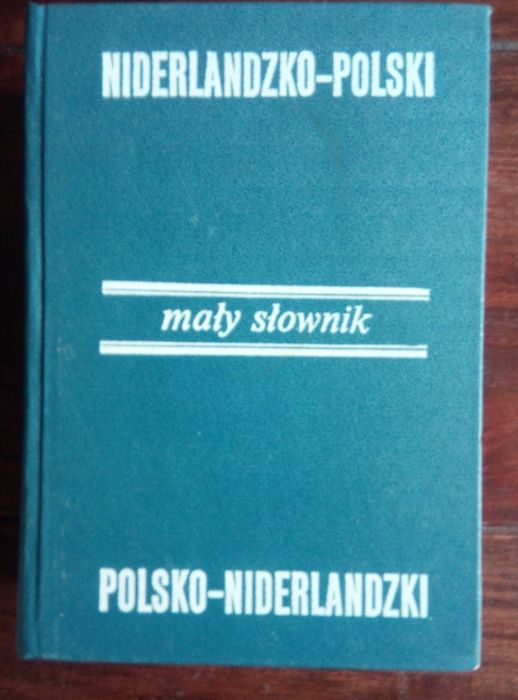 NIDERLANDZKO-POLSKI
mały słownik
POLSKO-NIDERLANDZKI